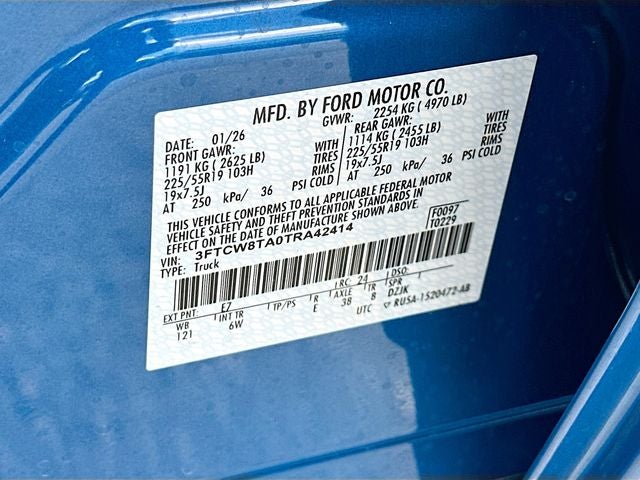 MFD. BY FORD MOTOR CO.
DATE: 01/26 GVWR: 2254 KG ( 4970 LB)
FRONT GAWR: REAR GAWR:
1191 KG ( 2625 LB) WITH 1114 KG ( 2455 LB) WITH
225/55R19 103H TIRES 225/55R19 103H TIRES
19x7.5J RIMS 19x7.5J RIMS
AT 250 kPa/ 36 PSI COLD AT 250 kPa/ 36 PSI COLD
THIS VEHICLE CONFORMS TO ALL APPLICABLE FEDERAL MOTOR
VEHICLE SAFETY AND THEFT PREVENTION STANDARDS IN
EFFECT ON THE DATE OF MANUFACTURE SHOWN ABOVE.
VIN: 3FTCW8TA0TRA42414 F0097
TYPE: Truck T0229
EXT PNT: E7 RC: 24 DSO:
WB INT TR TP/PS R AXLE TR SPR
121 6W E 38 8 DZJK
UTC ▽ RUSA-1520472-AB